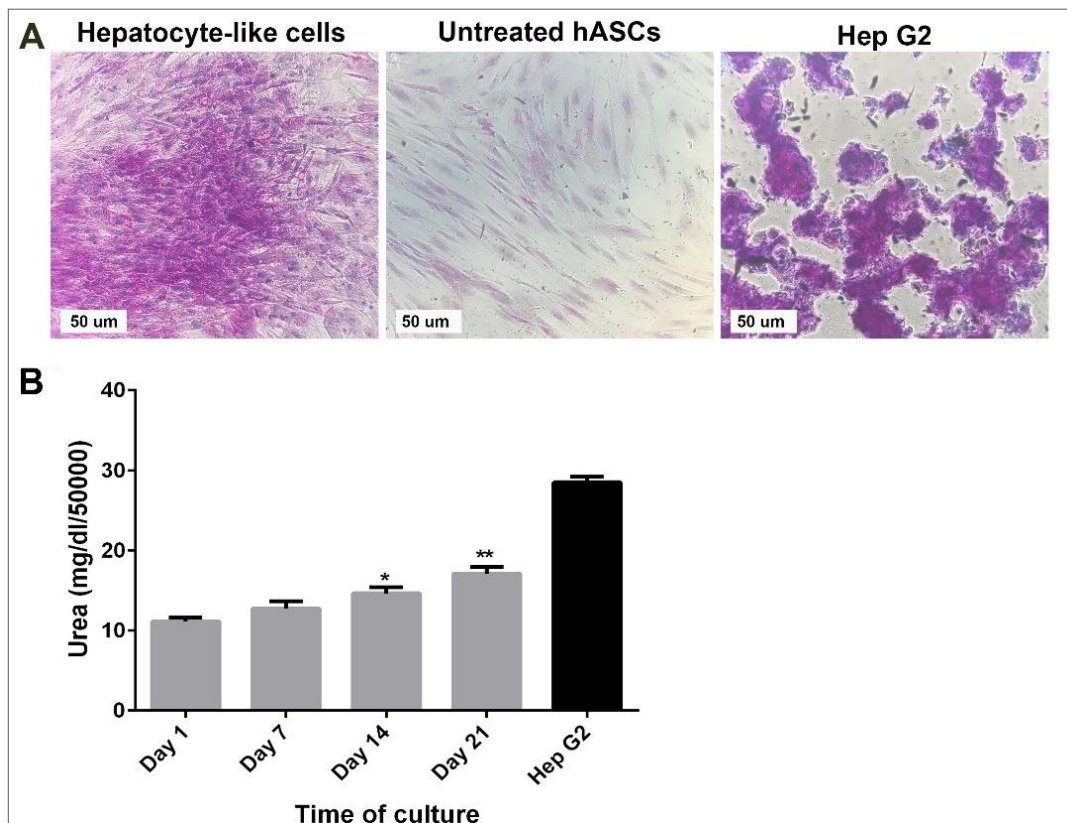 A
Hepatocyte-like cells
Untreated hASCs
Hep G2
50 um
50 um
50 um
B
Urea (mg/dl/50000)
40
30
20
10
0
*
**
Day 1
Day 7
Day 14
Day 21
Hep G2
Time of culture